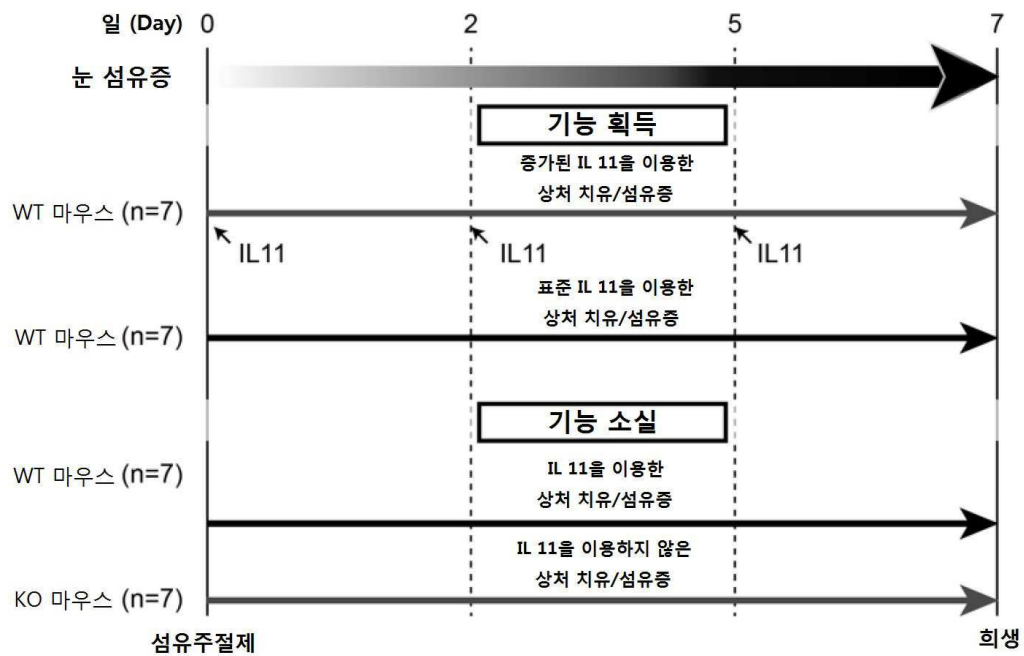 일 (Day) 0 2 5 7
눈 섬유증
기능 획득
증가된 IL 11을 이용한
상처 치유/섬유증
WT 마우스 (n=7)
IL11 IL11 IL11
표준 IL 11을 이용한
상처 치유/섬유증
WT 마우스 (n=7)
기능 소실
WT 마우스 (n=7)
IL 11을 이용한
상처 치유/섬유증
IL 11을 이용하지 않은
상처 치유/섬유증
KO 마우스 (n=7)
섬유주절제 희생